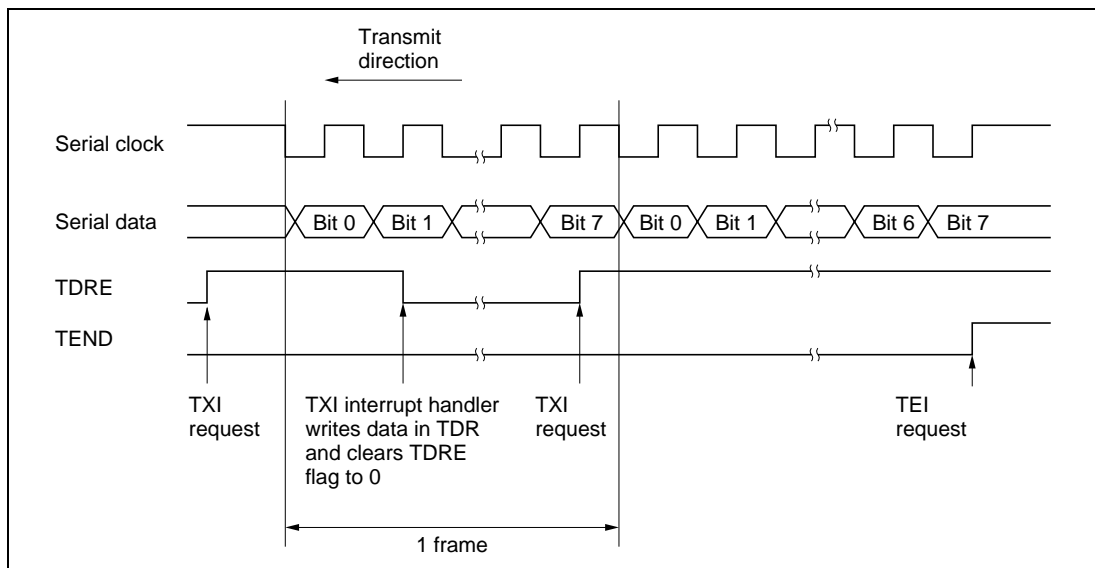 Transmit
direction
Serial clock
Serial data
Bit 0 Bit 1 Bit 7 Bit 0 Bit 1 Bit 6 Bit 7
TDRE
TEND
TXI
request
TXI interrupt handler
writes data in TDR
and clears TDRE
flag to 0
TXI
request
TEI
request
1 frame